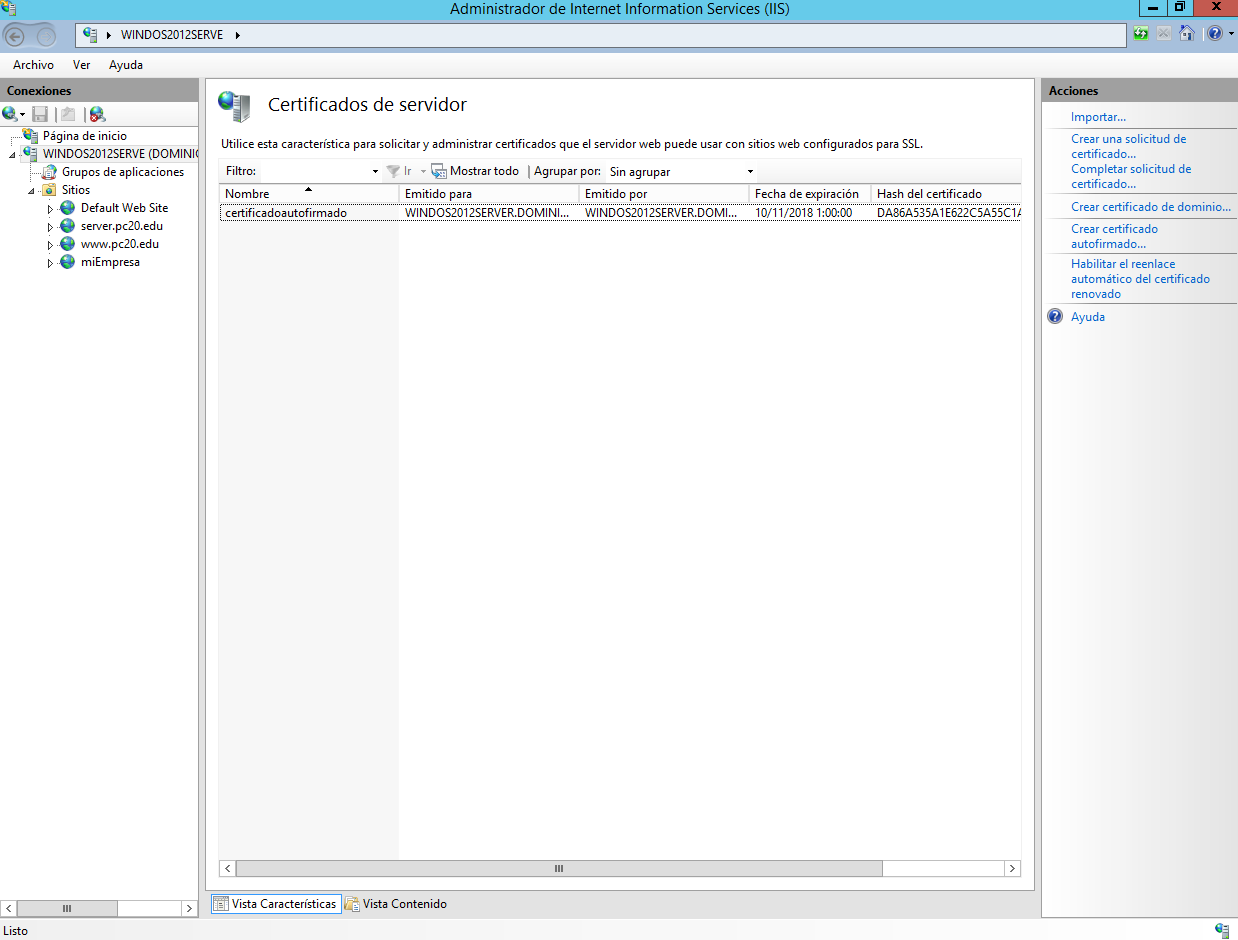 Administrador de Internet Information Services (IIS)
WINDOS2012SERVE
Archivo Ver Ayuda
Conexiones
Página de inicio
WINDOS2012SERVE (DOMINIO
Grupos de aplicaciones
Sitios
Default Web Site
server.pc20.edu
www.pc20.edu
miEmpresa
Certificados de servidor
Utilice esta característica para solicitar y administrar certificados que el servidor web puede usar con sitios web configurados para SSL.
Filtro: Ir Mostrar todo Agrupar por: Sin agrupar
Nombre Emitido para Emitido por Fecha de expiración Hash del certificado
certificadoautofirmado WINDOS2012SERVER.DOMINI... WINDOS2012SERVER.DOMI... 10/11/2018 1:00:00 DA86A535A1E622C5A55C1A
Vista Características Vista Contenido
Acciones
Importar...
Crear una solicitud de
certificado...
Completar solicitud de
certificado...
Crear certificado de dominio...
Crear certificado
autofirmado...
Habilitar el reenlace
automático del certificado
renovado
Ayuda
Listo